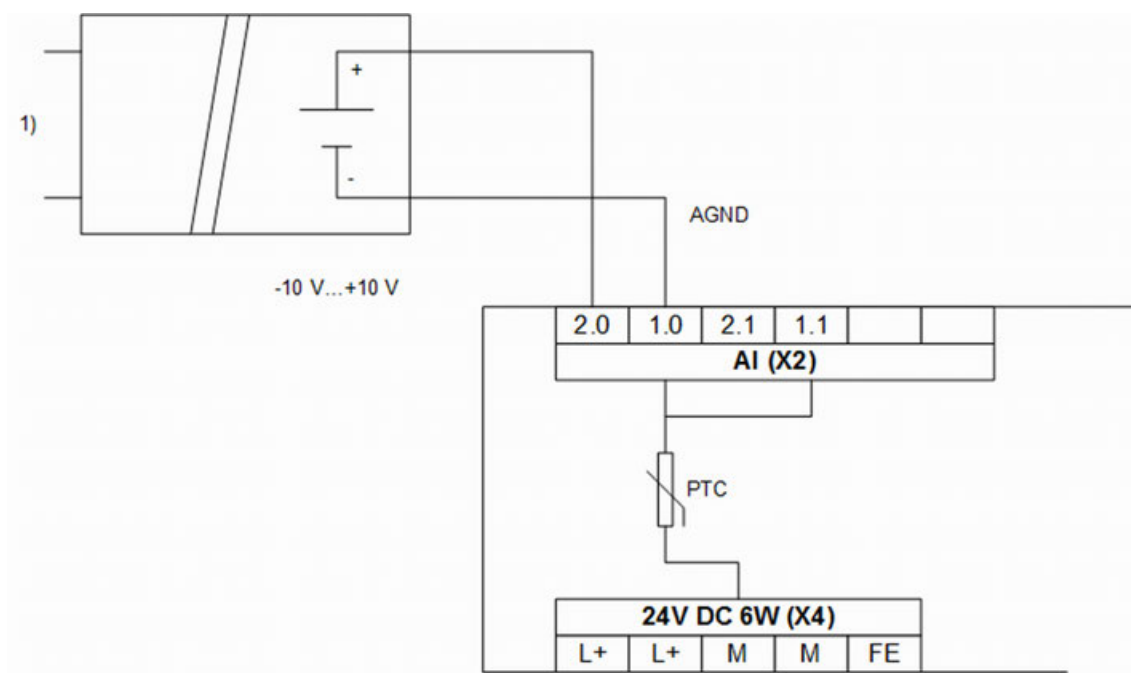 +
1)
-
AGND
-10 V...+10 V
2.0 1.0 2.1 1.1
AI (X2)
PTC
24V DC 6W (X4)
L+ L+ M M FE